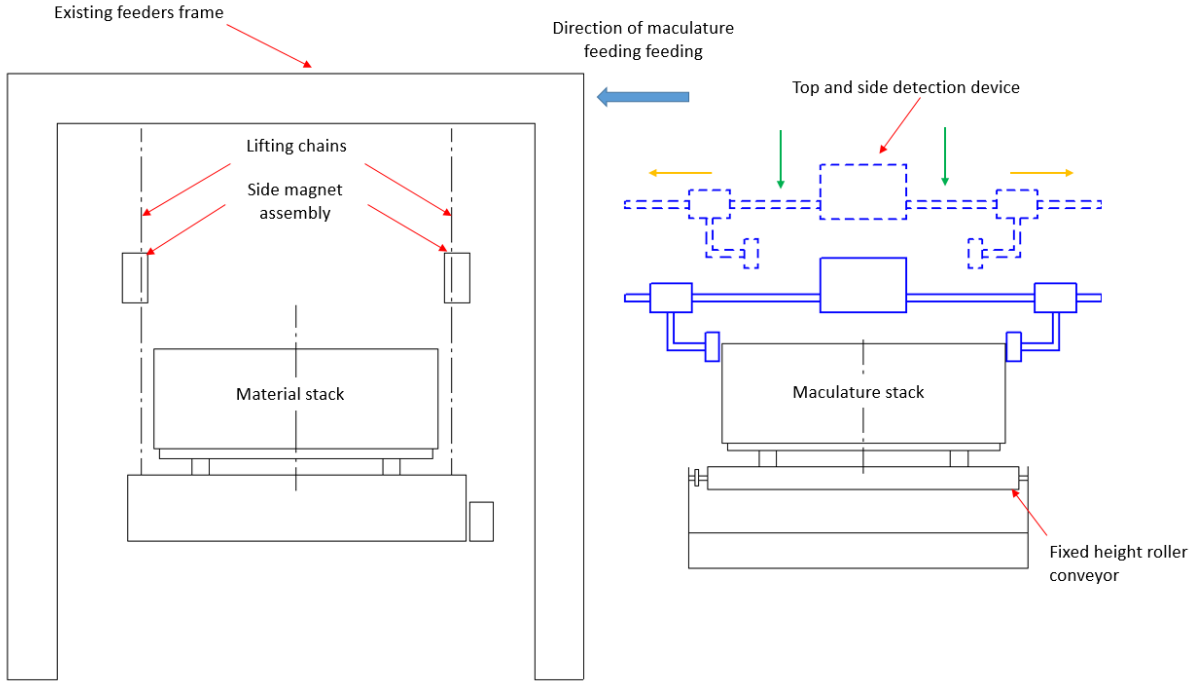 Existing feeders frame
Direction of maculature
feeding feeding
Top and side detection device
Lifting chains
Side magnet
assembly
Material stack
Maculature stack
Fixed height roller
conveyor